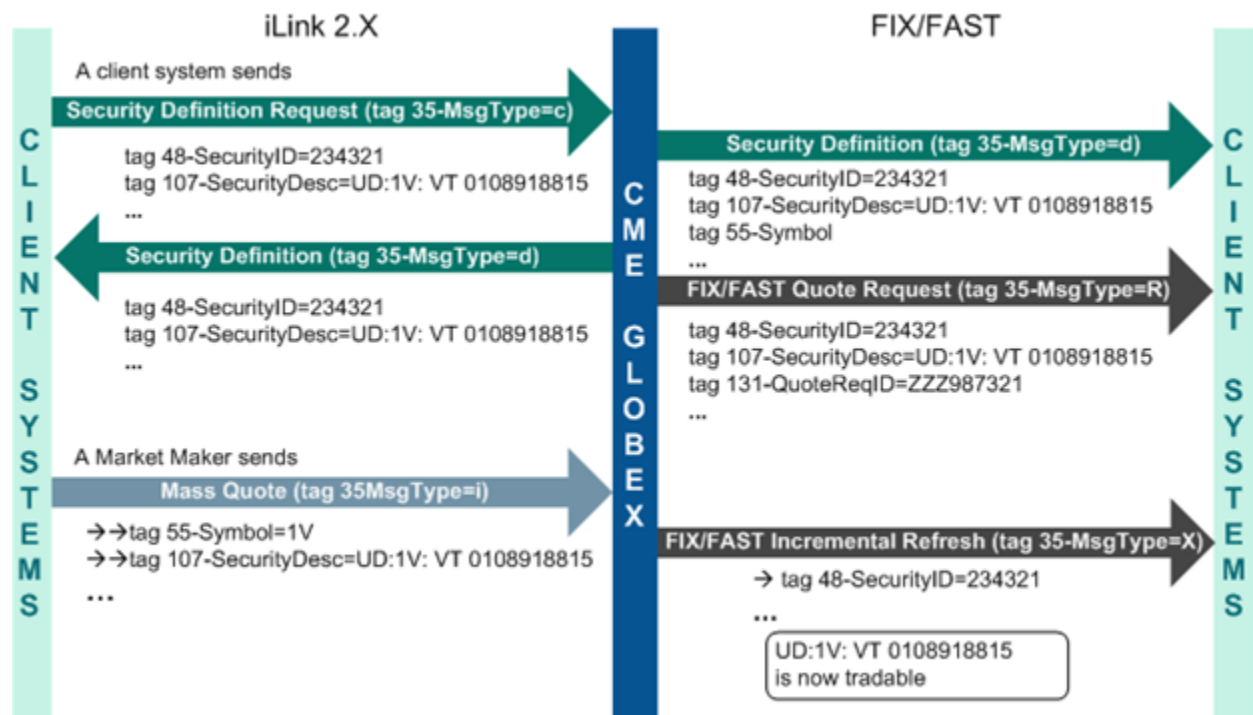 iLink 2.X
FIX/FAST
CLIENT SYSTEMS
A client system sends
Security Definition Request (tag 35-MsgType=c)
tag 48-SecurityID=234321
tag 107-SecurityDesc=UD:1V: VT 0108918815
...
Security Definition (tag 35-MsgType=d)
tag 48-SecurityID=234321
tag 107-SecurityDesc=UD:1V: VT 0108918815
...
A Market Maker sends
Mass Quote (tag 35MsgType=i)
→→tag 55-Symbol=1V
→→tag 107-SecurityDesc=UD:1V: VT 0108918815
...
CME GLOBEX
Security Definition (tag 35-MsgType=d)
tag 48-SecurityID=234321
tag 107-SecurityDesc=UD:1V: VT 0108918815
tag 55-Symbol
...
FIX/FAST Quote Request (tag 35-MsgType=R)
tag 48-SecurityID=234321
tag 107-SecurityDesc=UD:1V: VT 0108918815
tag 131-QuoteReqID=ZZZ987321
...
FIX/FAST Incremental Refresh (tag 35-MsgType=X)
→ tag 48-SecurityID=234321
...
UD:1V: VT 0108918815
is now tradable
CLIENT SYSTEMS